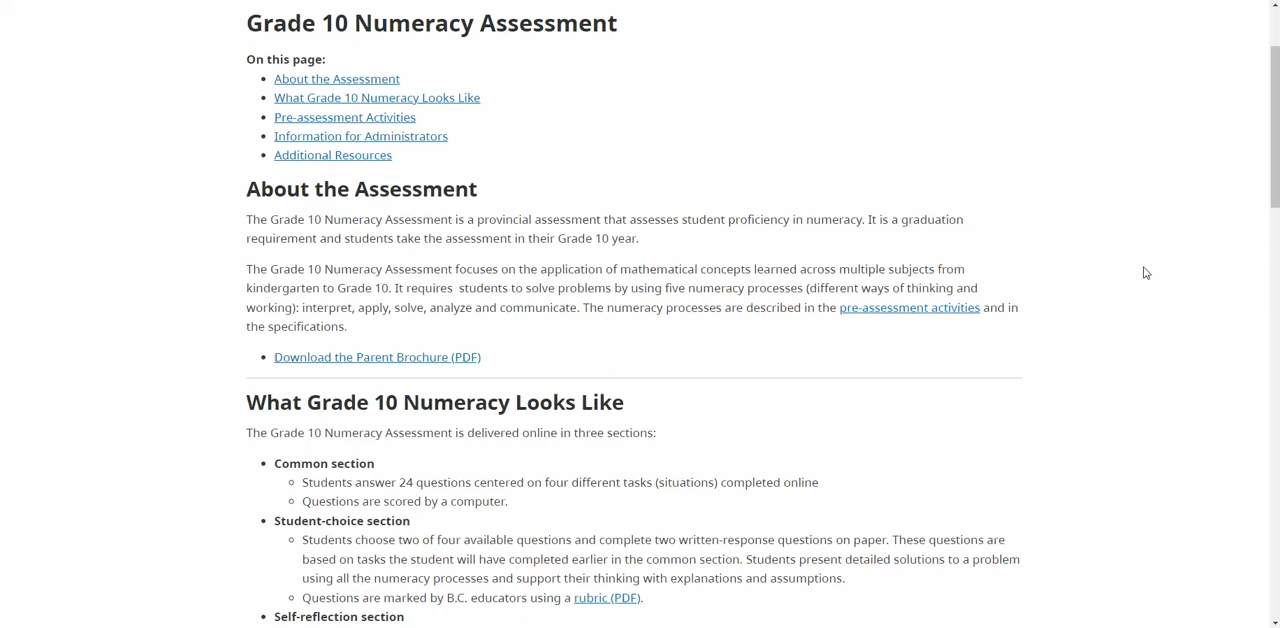 Grade 10 Numeracy Assessment
On this page:
• About the Assessment
• What Grade 10 Numeracy Looks Like
• Pre-assessment Activities
• Information for Administrators
• Additional Resources
About the Assessment
The Grade 10 Numeracy Assessment is a provincial assessment that assesses student proficiency in numeracy. It is a graduation
requirement and students take the assessment in their Grade 10 year.
The Grade 10 Numeracy Assessment focuses on the application of mathematical concepts learned across multiple subjects from
kindergarten to Grade 10. It requires students to solve problems by using five numeracy processes (different ways of thinking and
working): interpret, apply, solve, analyze and communicate. The numeracy processes are described in the pre-assessment activities and in
the specifications.
• Download the Parent Brochure (PDF)
What Grade 10 Numeracy Looks Like
The Grade 10 Numeracy Assessment is delivered online in three sections:
• Common section
◦ Students answer 24 questions centered on four different tasks (situations) completed online
◦ Questions are scored by a computer.
• Student-choice section
◦ Students choose two of four available questions and complete two written-response questions on paper. These questions are
based on tasks the student will have completed earlier in the common section. Students present detailed solutions to a problem
using all the numeracy processes and support their thinking with explanations and assumptions.
◦ Questions are marked by B.C. educators using a rubric (PDF).
• Self-reflection section